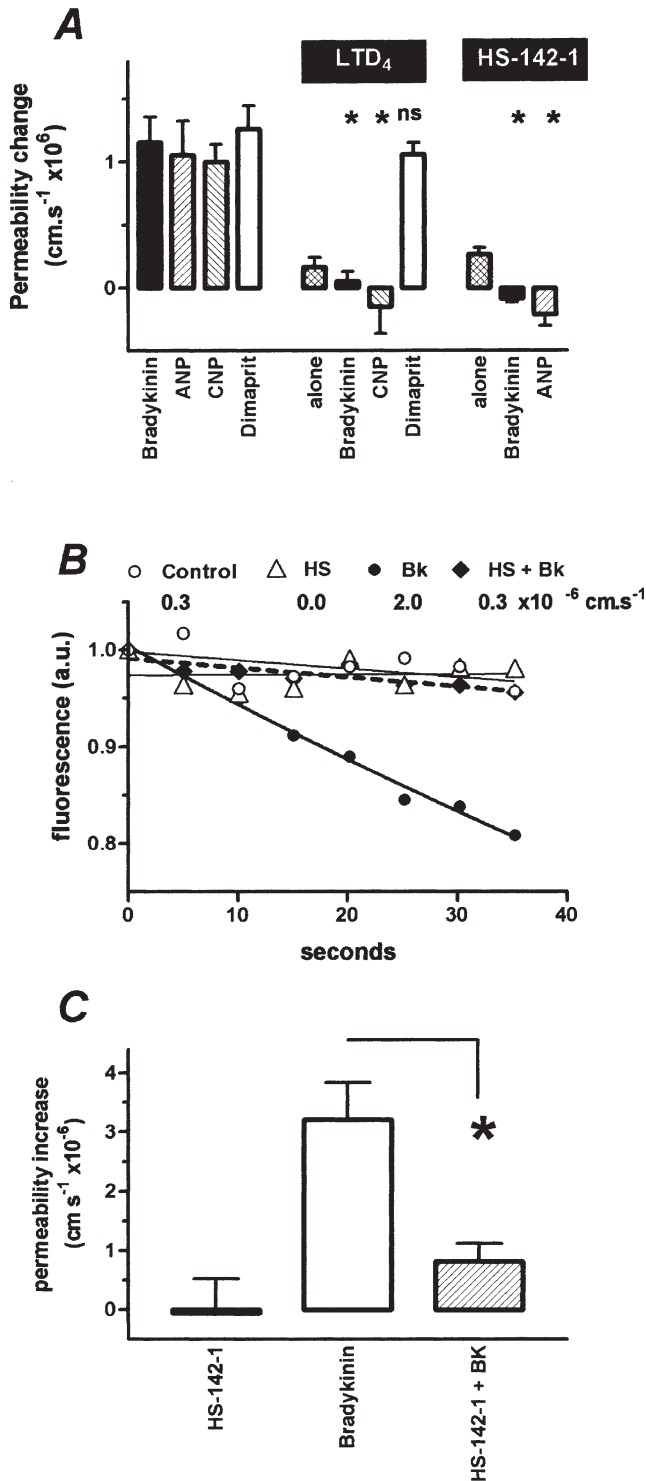 A
LTD4
HS-142-1
* * ns
* *
Permeability change
(cm.s-1 x106)
1
0
Bradykinin
ANP
CNP
Dimaprit
alone
Bradykinin
CNP
Dimaprit
alone
Bradykinin
ANP
B
Control HS Bk HS + Bk
0.3 0.0 2.0 0.3 x10 -6 cm.s-1
fluorescence (a.u.)
1.0
0.9
0.8
0 10 20 30 40
seconds
C
permeability increase
(cm s-1 x10-6)
4
3
2
1
0
*
HS-142-1
Bradykinin
HS-142-1 + BK